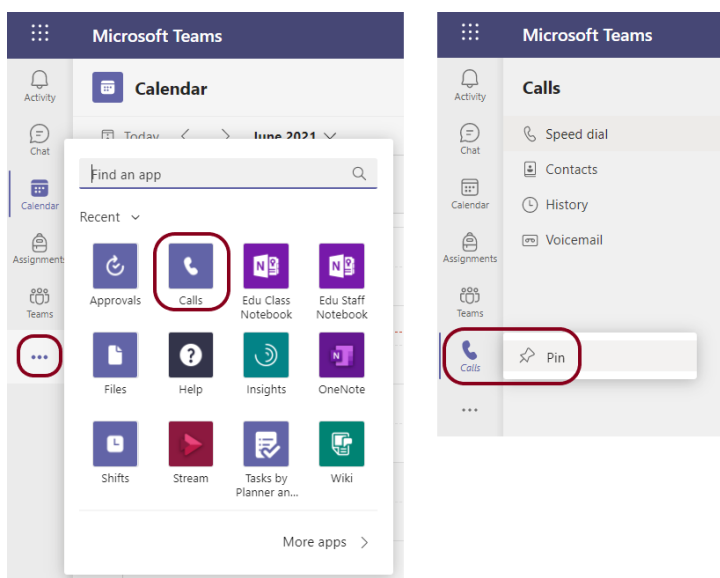 Microsoft Teams
Activity
Chat
Calendar
Assignments
Teams
Calendar
Today
June 2021
Find an app
Recent
Approvals
Calls
Edu Class
Notebook
Edu Staff
Notebook
Files
Help
Insights
OneNote
Shifts
Stream
Tasks by
Planner an...
Wiki
More apps
Microsoft Teams
Activity
Chat
Calendar
Assignments
Teams
Calls
Calls
Speed dial
Contacts
History
Voicemail
Pin